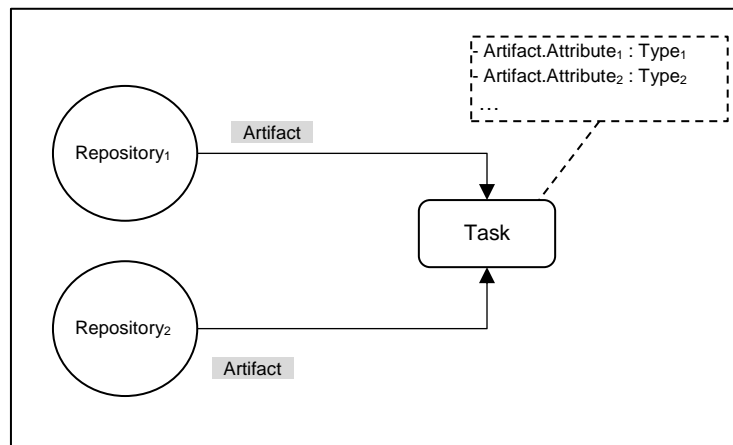 - Artifact.Attribute₁ : Type₁
- Artifact.Attribute₂ : Type₂
…
Artifact
Repository₁
Task
Repository₂
Artifact